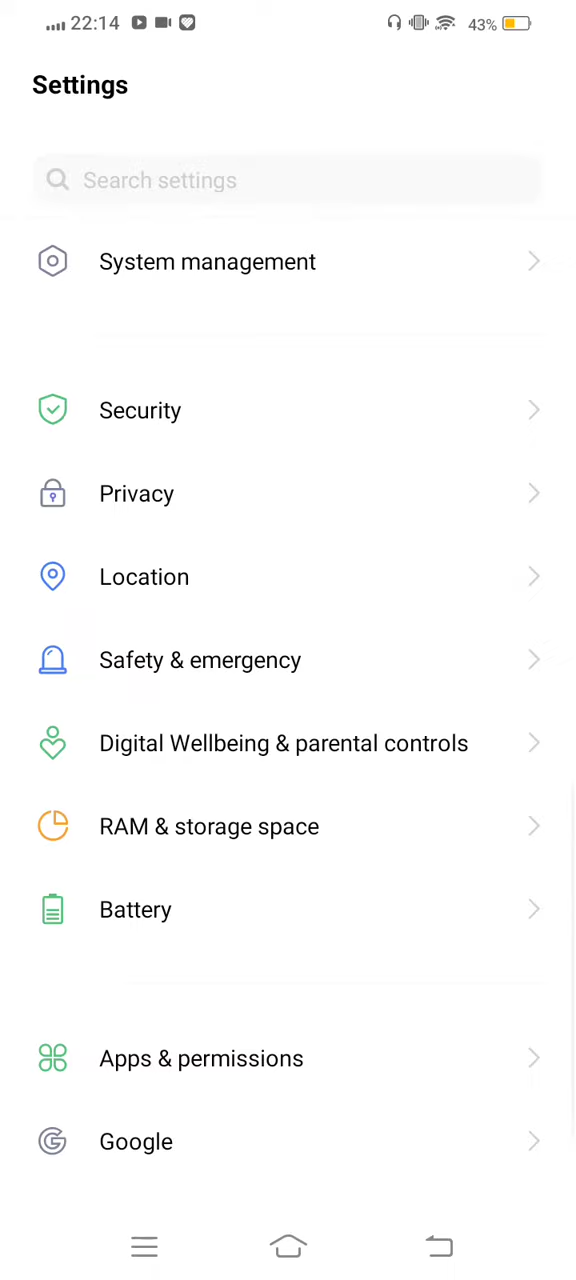 22:14 43%
Settings
Search settings
System management
Security
Privacy
Location
Safety & emergency
Digital Wellbeing & parental controls
RAM & storage space
Battery
Apps & permissions
Google